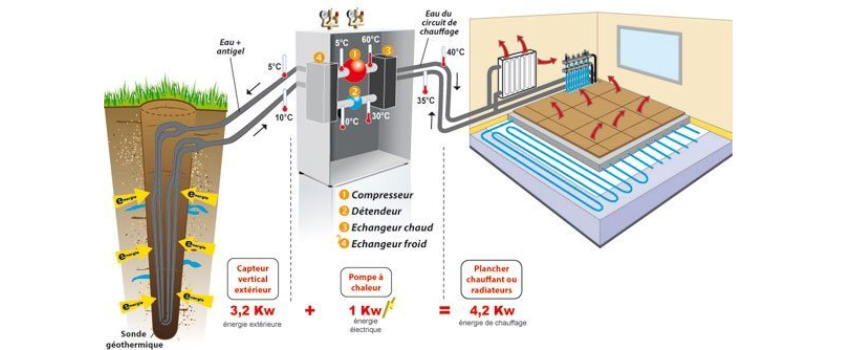 Eau +
antigel
5°C
10°C
4
5°C
60°C
1
3
2
0°C
30°C
Eau du
circuit de
chauffage
40°C
35°C
énergie
énergie
énergie
énergie
énergie
énergie
1 Compresseur
2 Détendeur
3 Echangeur chaud
4 Echangeur froid
Capteur
vertical
extérieur
3,2 Kw
énergie extérieure
+
Pompe à
chaleur
1 Kw
énergie
électrique
=
Plancher
chauffant ou
radiateurs
4,2 Kw
énergie de chauffage
Sonde
géothermique